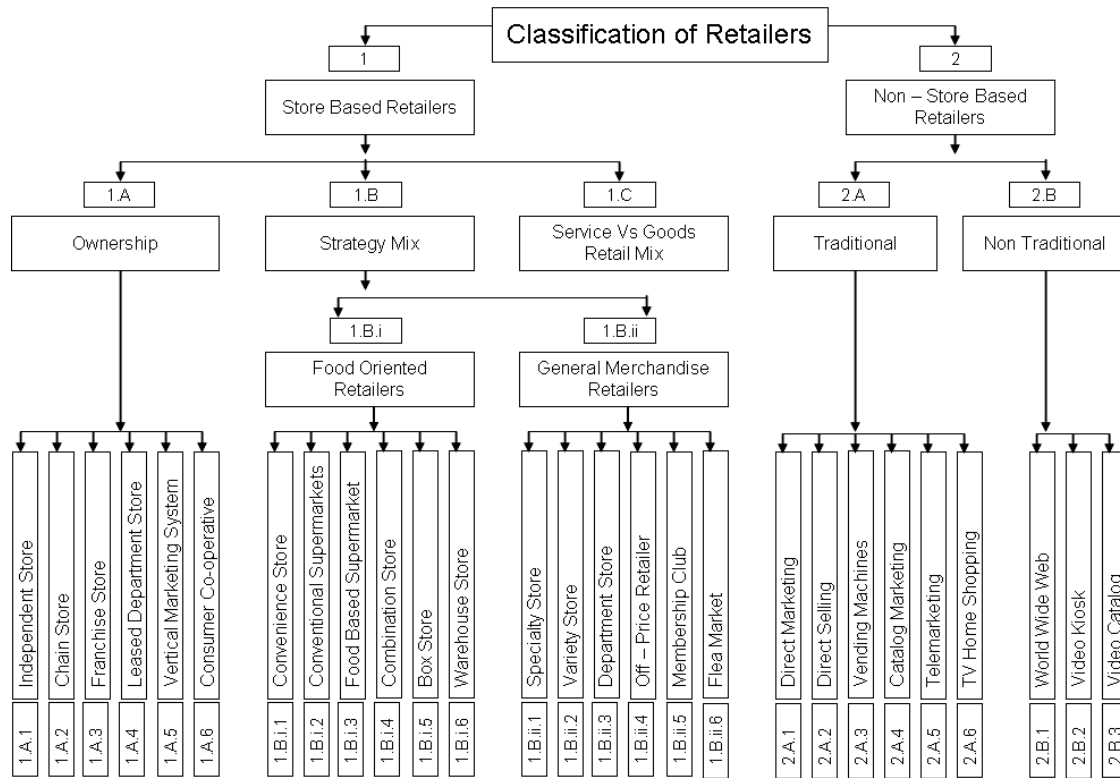 Classification of Retailers
1
2
Store Based Retailers
Non – Store Based
Retailers
1.A
1.B
1.C
2.A
2.B
Ownership
Strategy Mix
Service Vs Goods
Retail Mix
Traditional
Non Traditional
1.B.i
1.B.ii
Food Oriented
Retailers
General Merchandise
Retailers
Independent Store
Chain Store
Franchise Store
Leased Department Store
Vertical Marketing System
Consumer Co-operative
Convenience Store
Conventional Supermarkets
Food Based Supermarket
Combination Store
Box Store
Warehouse Store
Specialty Store
Variety Store
Department Store
Off – Price Retailer
Membership Club
Flea Market
Direct Marketing
Direct Selling
Vending Machines
Catalog Marketing
Telemarketing
TV Home Shopping
World Wide Web
Video Kiosk
Video Catalog
1.A.1
1.A.2
1.A.3
1.A.4
1.A.5
1.A.6
1.B.i.1
1.B.i.2
1.B.i.3
1.B.i.4
1.B.i.5
1.B.i.6
1.B.ii.1
1.B.ii.2
1.B.ii.3
1.B.ii.4
1.B.ii.5
1.B.ii.6
2.A.1
2.A.2
2.A.3
2.A.4
2.A.5
2.A.6
2.B.1
2.B.2
2.B.3